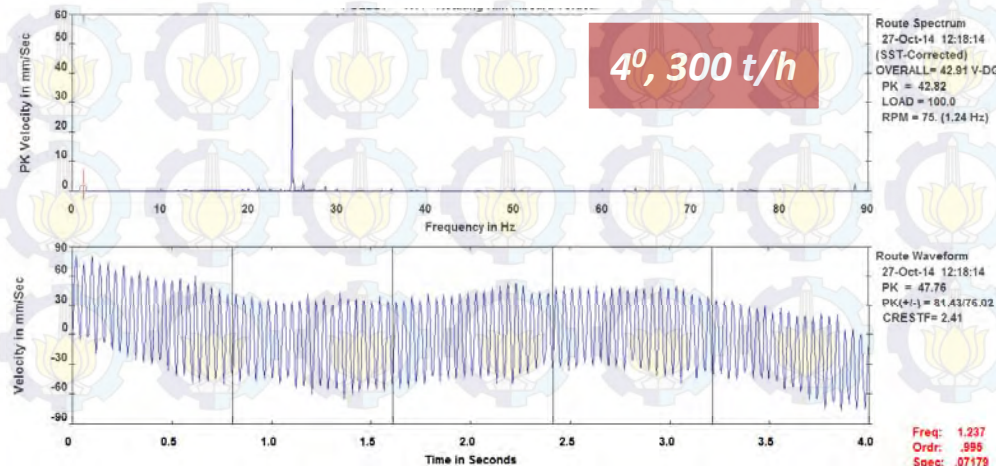 4⁰, 300 t/h
Route Spectrum
27-Oct-14 12:18:14
(SST-Corrected)
OVERALL= 42.91 V-DG
PK = 42.82
LOAD = 100.0
RPM = 75. (1.24 Hz)
PK Velocity in mm/Sec
60
50
40
30
20
10
0
0 10 20 30 40 50 60 70 80 90
Frequency in Hz
Route Waveform
27-Oct-14 12:18:14
PK = 47.76
PK(+/-) = 81.43/76.02
CRESTF= 2.41
Velocity in mm/Sec
90
60
30
0
-30
-60
-90
0 0.5 1.0 1.5 2.0 2.5 3.0 3.5 4.0
Time in Seconds
Freq: 1.237
Ordr: .995
Spec: .07179